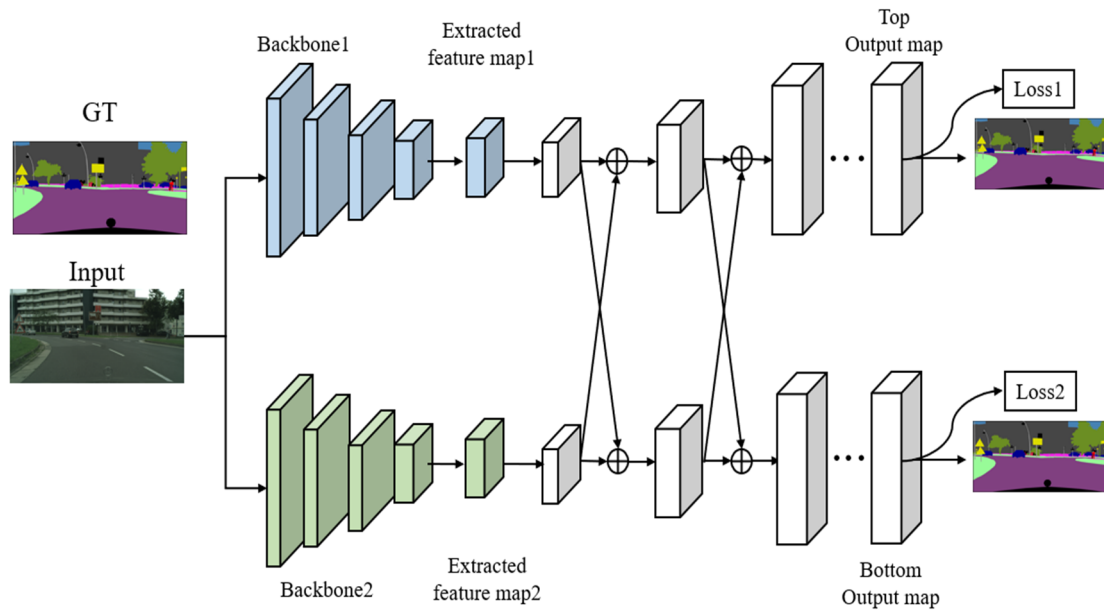 Top
Output map
Extracted
feature map1
Backbone1
Loss1
GT
Input
Loss2
Extracted
feature map2
Backbone2
Bottom
Output map